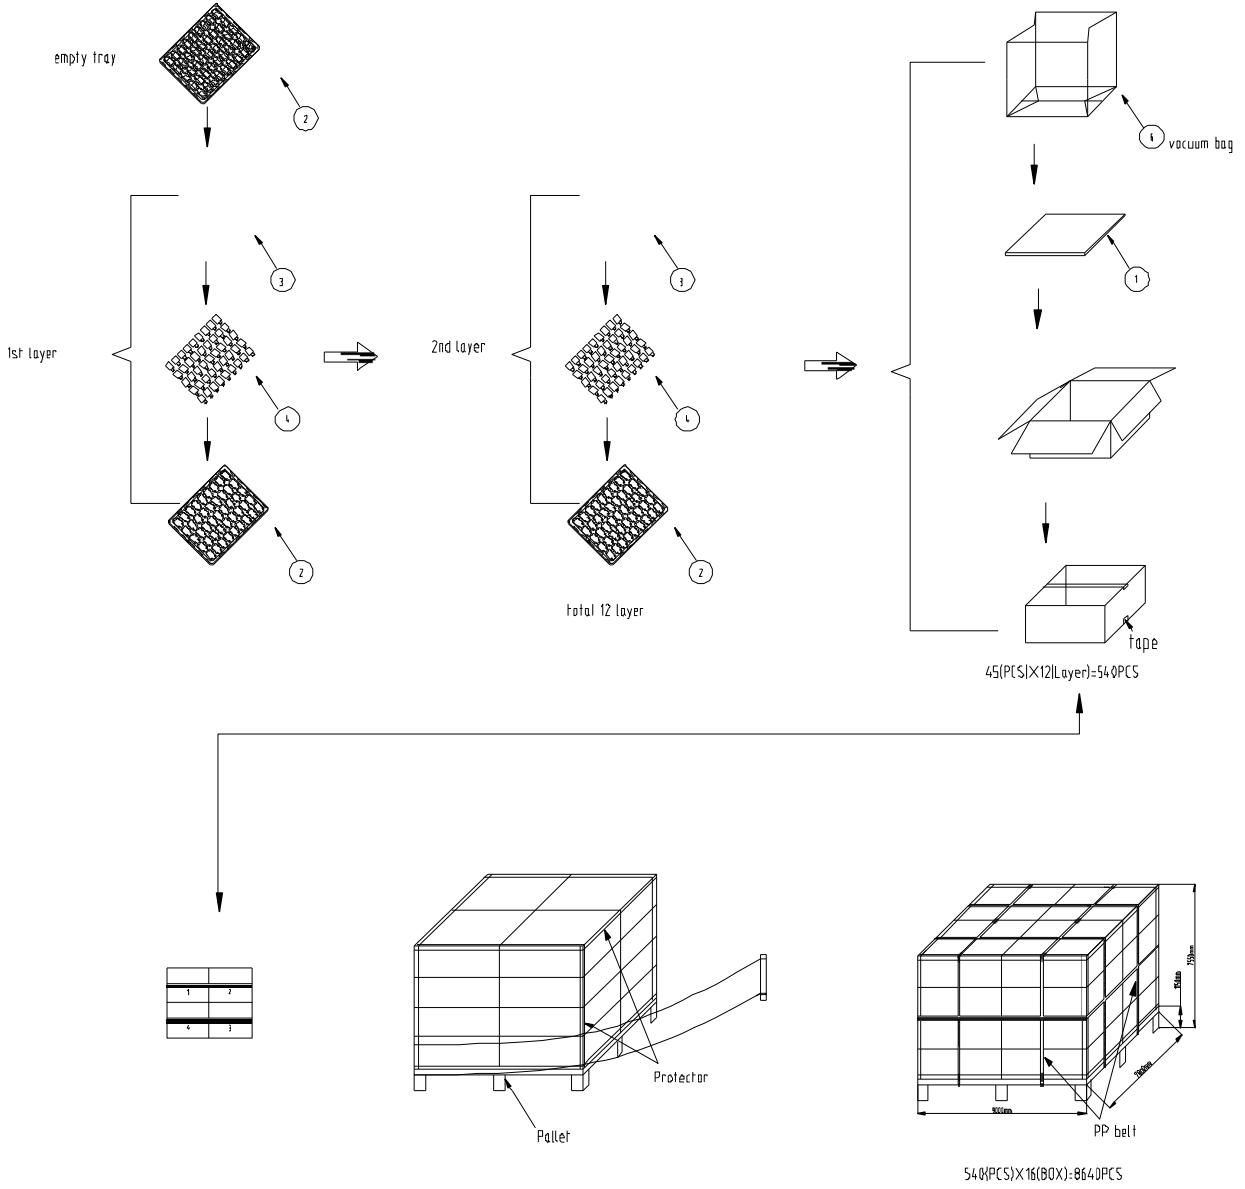 empty tray
2
6
vacuum bag
3
3
1
1st layer
2nd layer
4
4
2
2
total 12 layer
tape
45(PCS)X12(Layer)=540PCS
1 2
4 3
Protector
Pallet
9000mm
PP belt
540(PCS)X16(BOX)=8640PCS